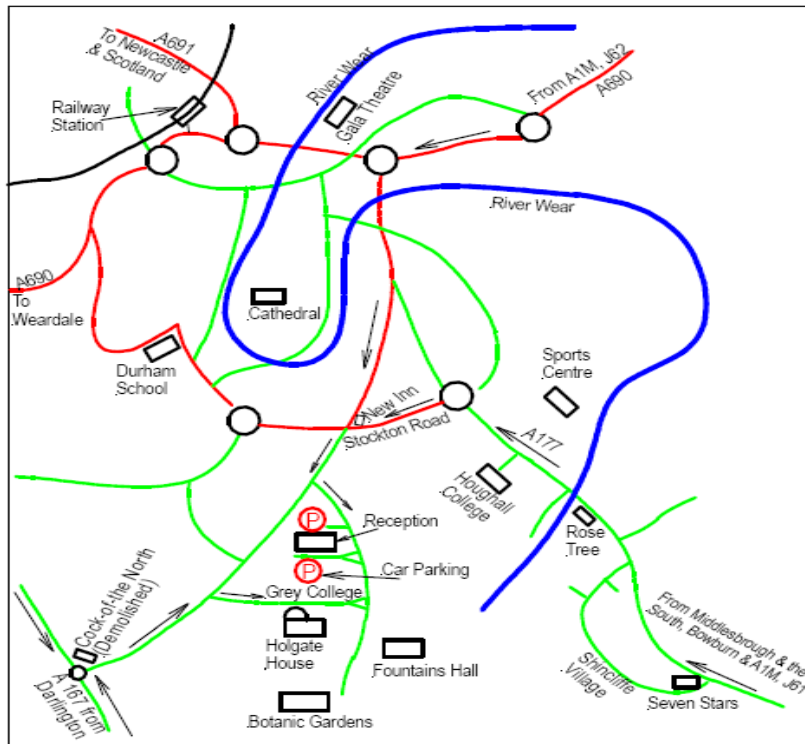 A691
To Newcastle
& Scotland
Railway
Station
River Wear
Gala Theatre
From A1M, J62
A690
River Wear
A690
To
Weardale
Cathedral
Durham
School
Sports
Centre
New Inn
Stockton Road
A177
Houghall
College
Rose
Tree
P
Reception
P
Car Parking
Grey College
Cock-of-the North
(Demolished)
Holgate
House
Fountains Hall
From Middlesbrough & the
South, Bowburn & A1M, J61
Shincliffe
Village
A 167 from
Darlington
Botanic Gardens
Seven Stars